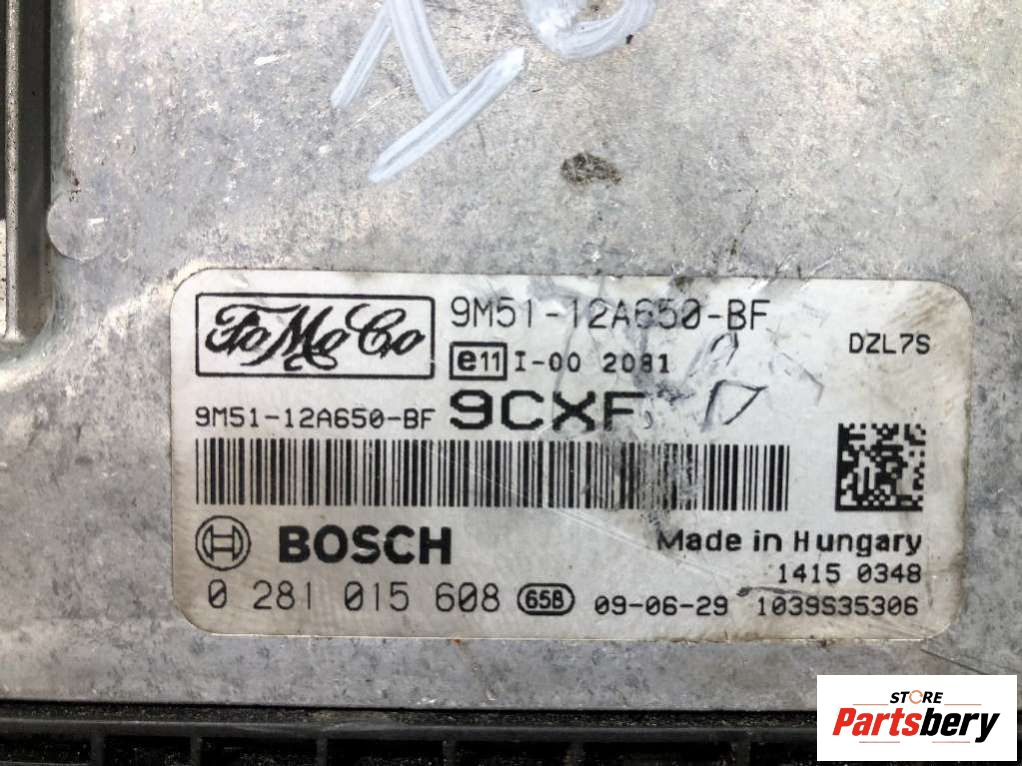 FoMoCo
9M51-12A650-BF
DZL7S
e11 I-00 2081
9M51-12A650-BF 9CXF
BOSCH
Made in Hungary
1415 0348
0 281 015 608 65B 09-06-29 1039S35306
STORE
Partsbery